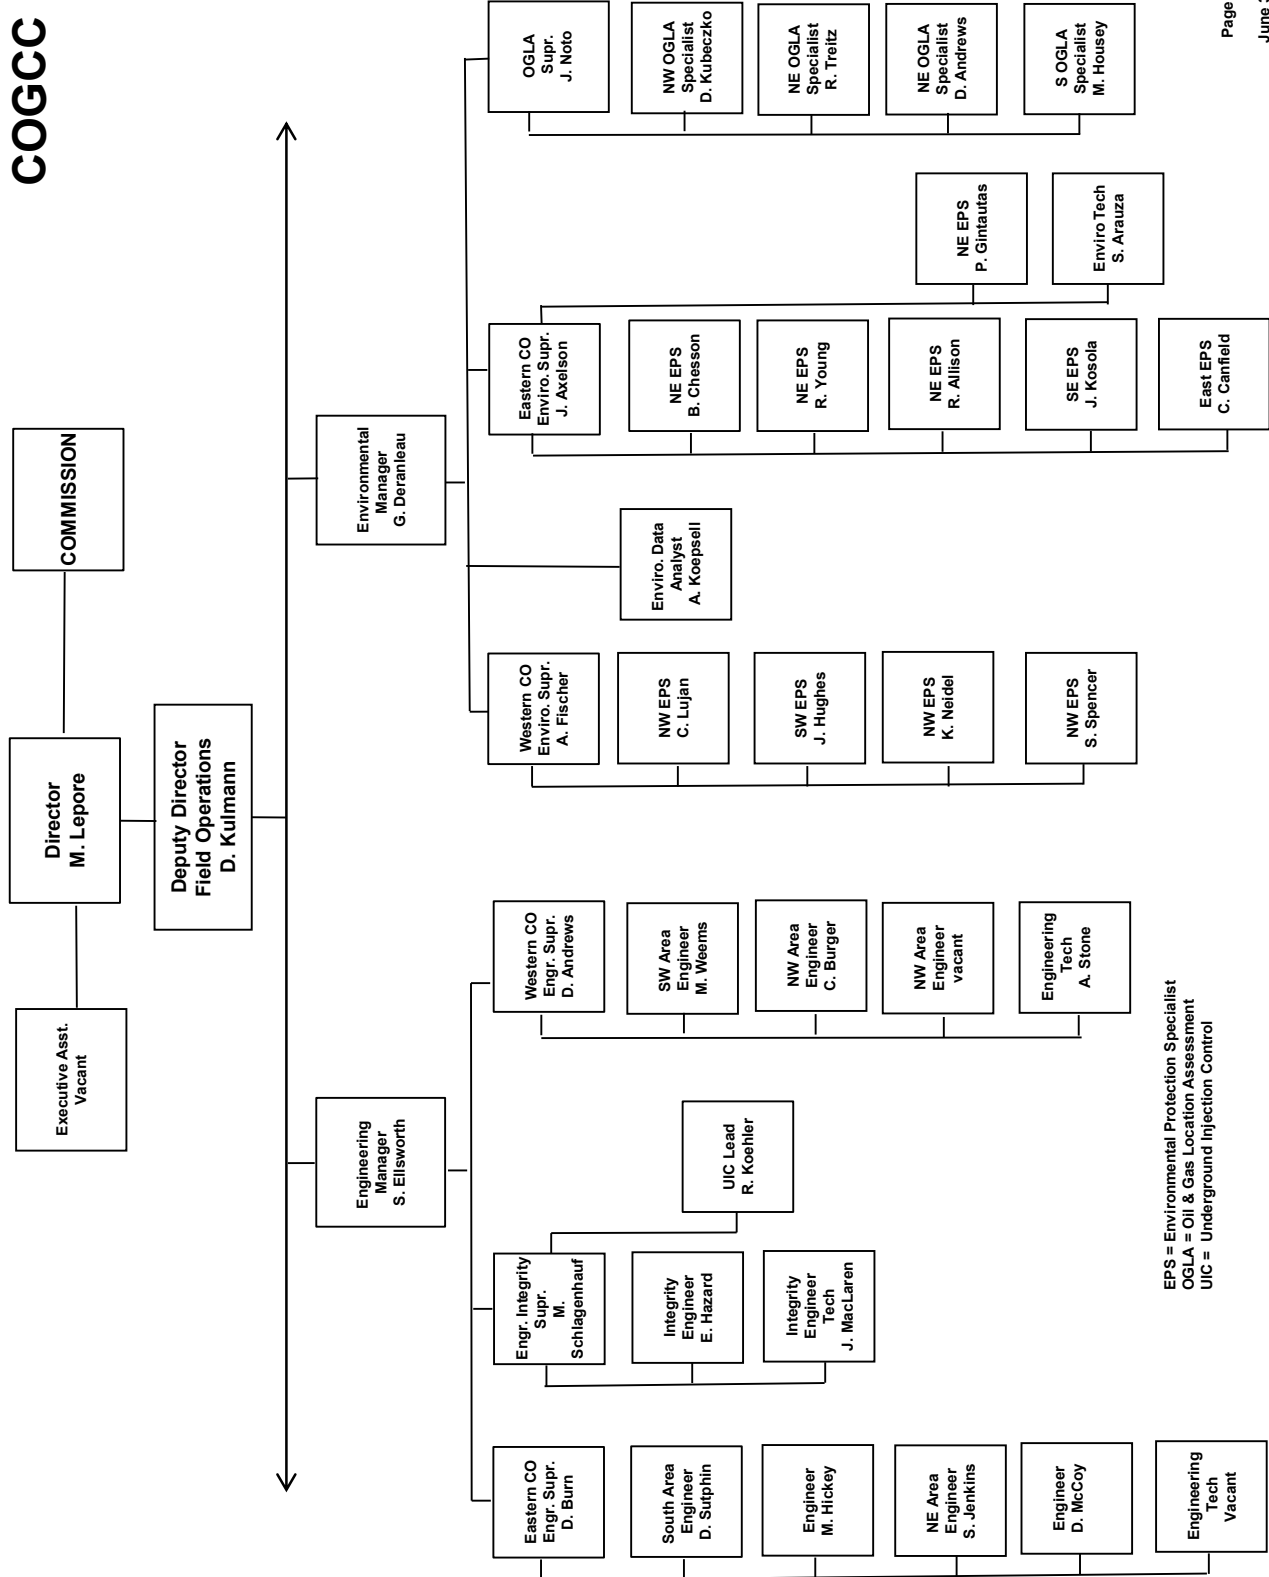 COGCC
COMMISSION
Director
M. Lepore
Executive Asst.
Vacant
Deputy Director
Field Operations
D. Kulmann
Engineering
Manager
S. Ellsworth
Environmental
Manager
G. Deranleau
Eastern CO
Engr. Supr.
D. Burn
South Area
Engineer
D. Sutphin
Engineer
M. Hickey
NE Area
Engineer
S. Jenkins
Engineer
D. McCoy
Engineering
Tech
Vacant
Engr. Integrity
Supr.
M.
Schlagenhauf
Integrity
Engineer
E. Hazard
Integrity
Engineer
Tech
J. MacLaren
UIC Lead
R. Koehler
Western CO
Engr. Supr.
D. Andrews
SW Area
Engineer
M. Weems
NW Area
Engineer
C. Burger
NW Area
Engineer
vacant
Engineering
Tech
A. Stone
Western CO
Enviro. Supr.
A. Fischer
NW EPS
C. Lujan
SW EPS
J. Hughes
NW EPS
K. Neidel
NW EPS
S. Spencer
Enviro. Data
Analyst
A. Koepsell
Eastern CO
Enviro. Supr.
J. Axelson
NE EPS
B. Chesson
NE EPS
R. Young
NE EPS
R. Allison
SE EPS
J. Kosola
East EPS
C. Canfield
NE EPS
P. Gintautas
Enviro Tech
S. Arauza
OGLA
Supr.
J. Noto
NW OGLA
Specialist
D. Kubeczko
NE OGLA
Specialist
R. Treitz
NE OGLA
Specialist
D. Andrews
S OGLA
Specialist
M. Housey
EPS = Environmental Protection Specialist
OGLA = Oil & Gas Location Assessment
UIC = Underground Injection Control
Page
June